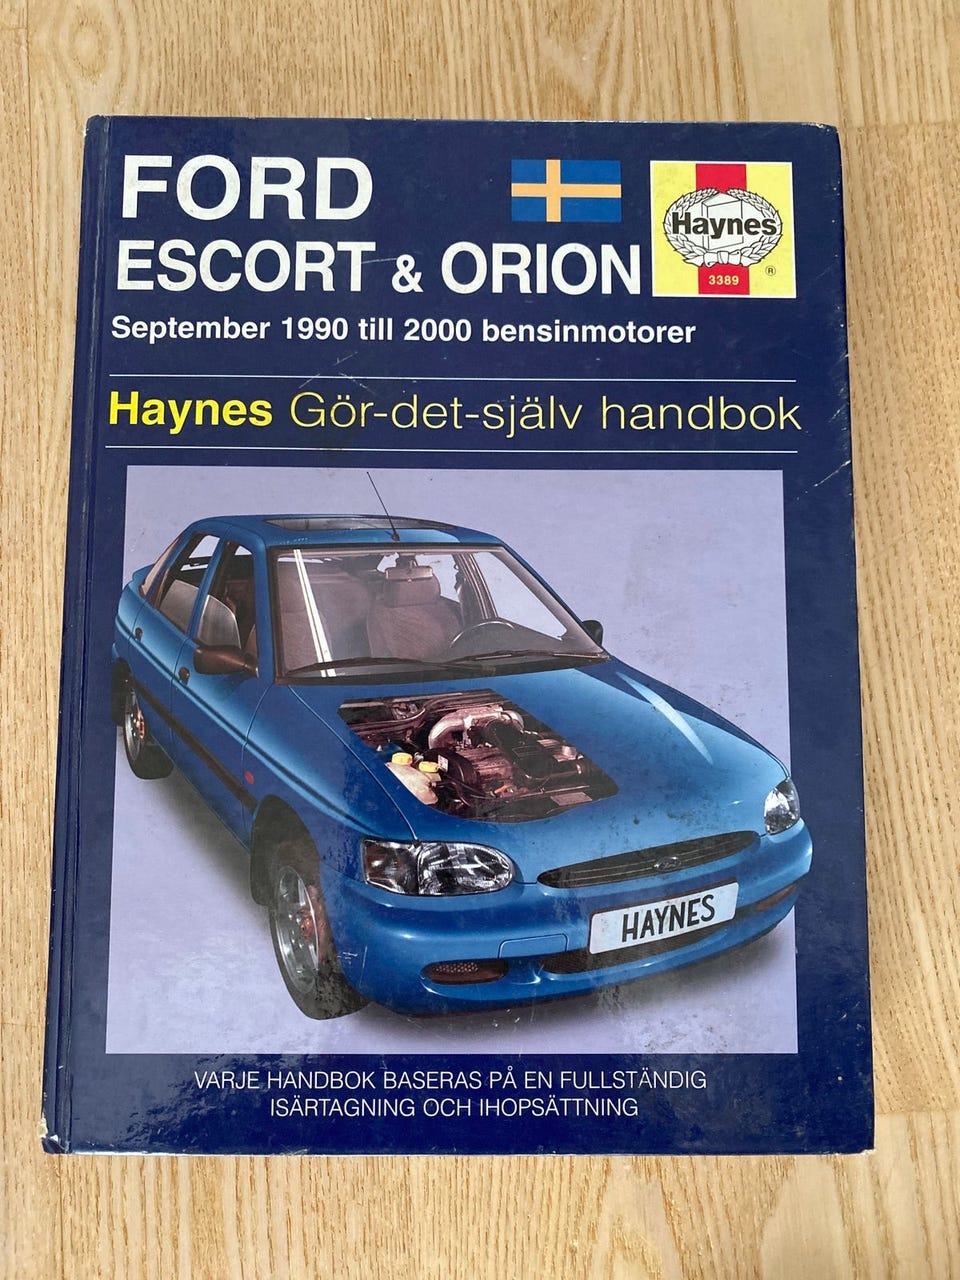 FORD
ESCORT & ORION
Haynes
3389
®
September 1990 till 2000 bensinmotorer
Haynes Gör-det-själv handbok
HAYNES
VARJE HANDBOK BASERAS PÅ EN FULLSTÄNDIG
ISÄRTAGNING OCH IHOPSÄTTNING